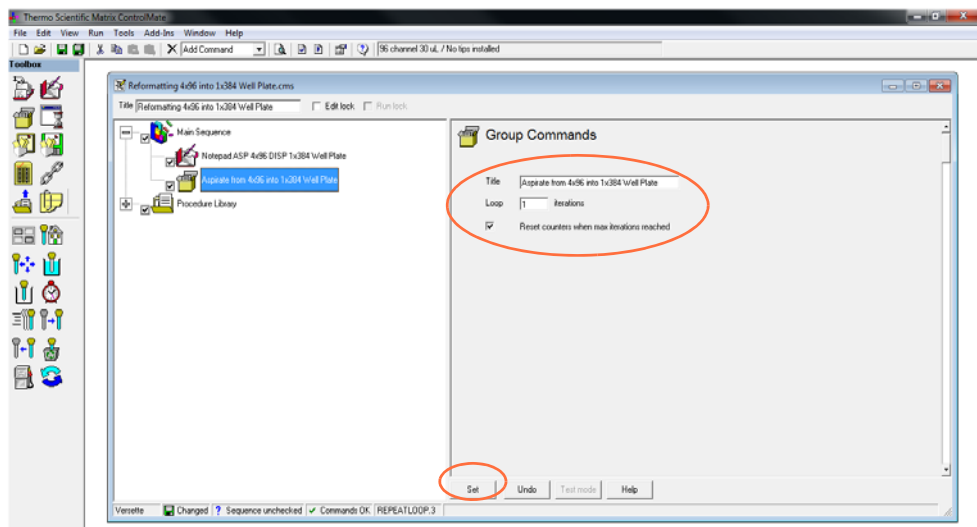 Thermo Scientific Matrix ControlMate
File Edit View Run Tools Add-Ins Window Help
Add Command
96 channel 30 uL / No tips installed
Toolbox
Reformatting 4x96 into 1x384 Well Plate.cms
Title Reformatting 4x96 into 1x384 Well Plate Edit lock Run lock
Main Sequence
Notepad ASP 4x96 DISP 1x384 Well Plate
Aspirate from 4x96 into 1x384 Well Plate
Procedure Library
Group Commands
Title Aspirate from 4x96 into 1x384 Well Plate
Loop 1 iterations
Reset counters when max iterations reached
Set Undo Text mode Help
Versette Changed ? Sequence unchecked Commands OK REPEATLOOP.3